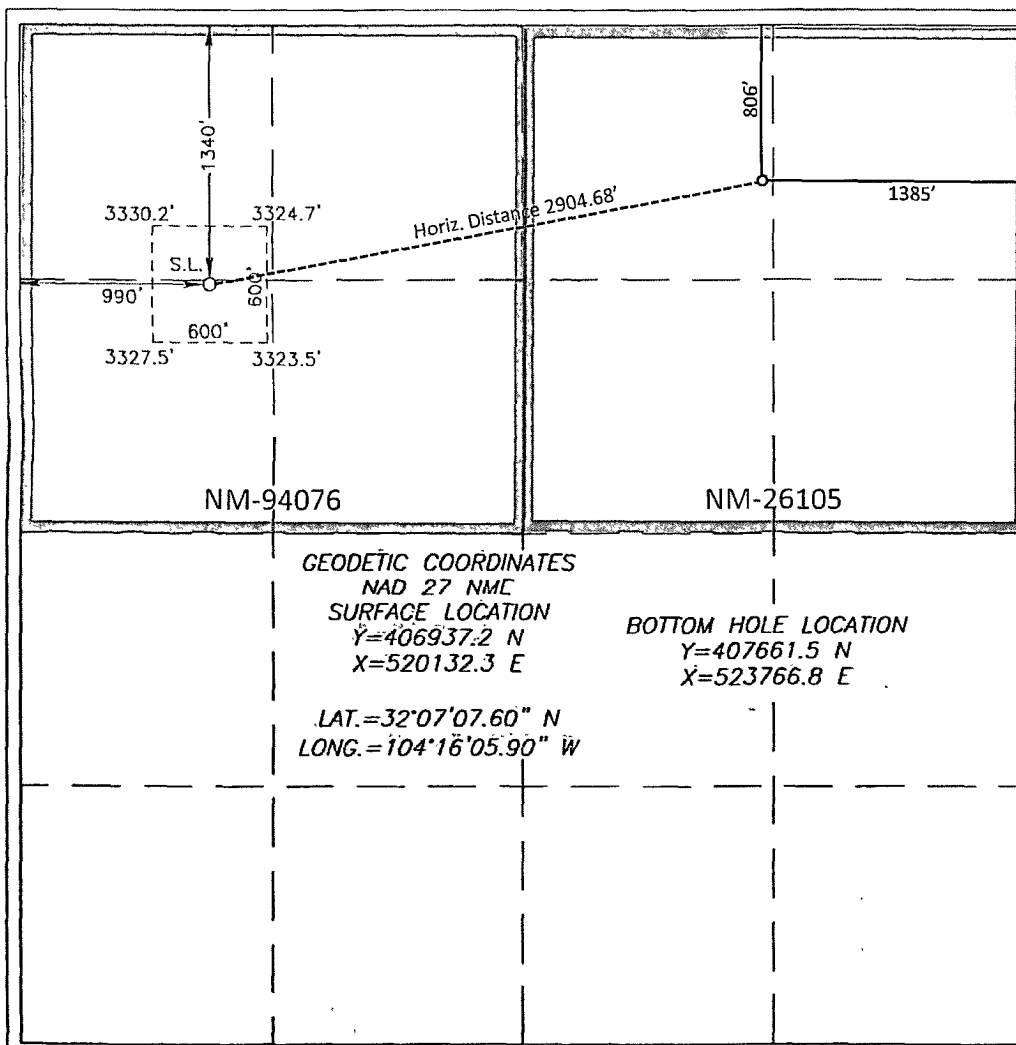 1340'
806'
1385'
Horiz. Distance 2904.68'
3330.2'
3324.7'
S.L.
990'
600'
600'
3327.5'
3323.5'
NM-94076
NM-26105
GEODETIC COORDINATES
NAD 27 NME
SURFACE LOCATION
Y=406937.2 N
X=520132.3 E
LAT.=32°07'07.60" N
LONG.=104°16'05.90" W
BOTTOM HOLE LOCATION
Y=407661.5 N
X=523766.8 E